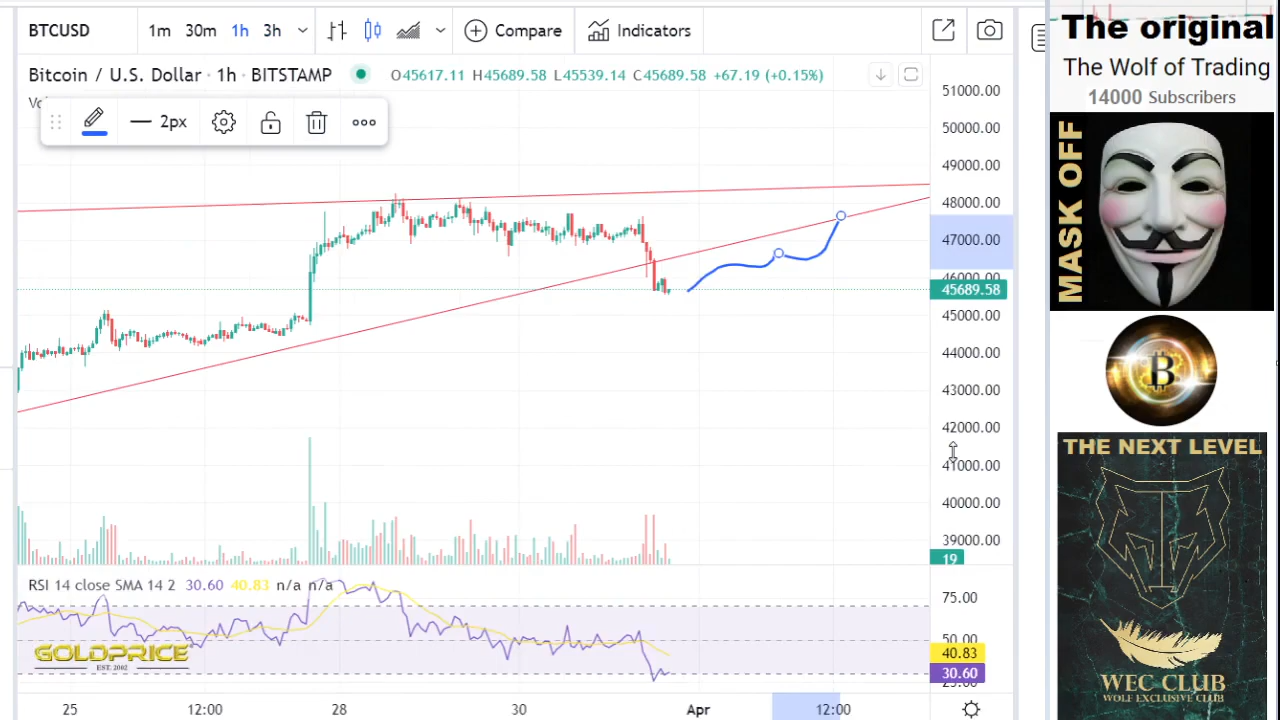 BTCUSD 1m 30m 1h 3h Compare Indicators
Bitcoin / U.S. Dollar · 1h · BITSTAMP O45617.11 H45689.58 L45539.14 C45689.58 +67.19 (+0.15%)
2px
51000.00
50000.00
49000.00
48000.00
47000.00
46000.00
45689.58
45000.00
44000.00
43000.00
42000.00
41000.00
40000.00
39000.00
19
RSI 14 close SMA 14 2 30.60 40.83 n/a n/a
75.00
50.00
40.83
30.60
25.00
GOLDPRICE
EST. 2002
25 12:00 28 30 Apr 12:00
The original
The Wolf of Trading
14000 Subscribers
MASK OFF
B
THE NEXT LEVEL
WEC CLUB
WOLF EXCLUSIVE CLUB